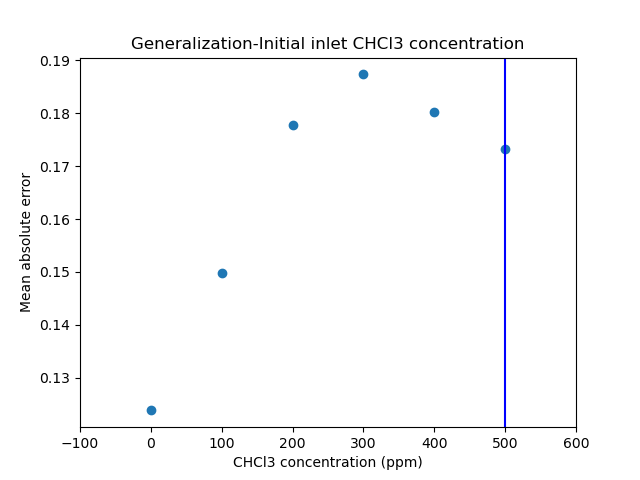 Generalization-Initial inlet CHCl3 concentration
0.19
0.18
0.17
0.16
0.15
0.14
0.13
Mean absolute error
−100 0 100 200 300 400 500 600
CHCl3 concentration (ppm)